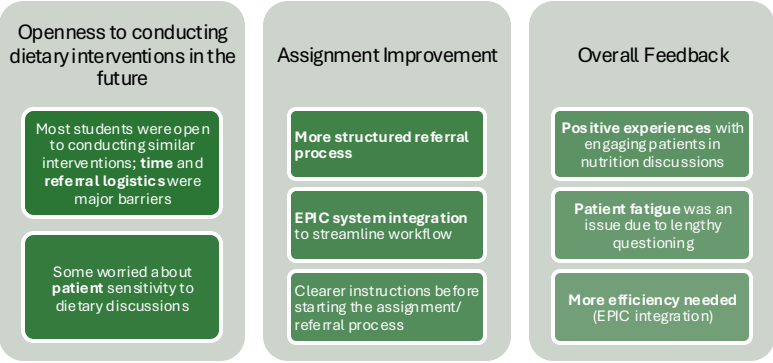 Openness to conducting
dietary interventions in the
future
Most students were open
to conducting similar
interventions; time and
referral logistics were
major barriers
Some worried about
patient sensitivity to
dietary discussions
Assignment Improvement
More structured referral
process
EPIC system integration
to streamline workflow
Clearer instructions before
starting the assignment/
referral process
Overall Feedback
Positive experiences with
engaging patients in
nutrition discussions
Patient fatigue was an
issue due to lengthy
questioning
More efficiency needed
(EPIC integration)